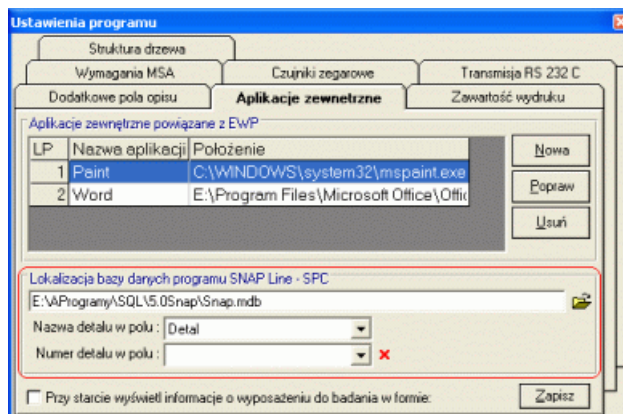 Ustawienia programu
Struktura drzewa
Wymagania MSA Czujniki zegarowe Transmisja RS 232 C
Dodatkowe pola opisu Aplikacje zewnetrzne Zawartość wydruku
Aplikacje zewnętrzne powiązane z EWP
LP Nazwa aplikacji Położenie
1 Paint C:\WINDOWS\system32\mspaint.exe
2 Word E:\Program Files\Microsoft Office\Offic
Nowa
Popraw
Usuń
Lokalizacja bazy danych programu SNAP Line - SPC
E:\AProgramy\SQL\5.0Snap\Snap.mdb
Nazwa detalu w polu : Detal
Numer detalu w polu :
Przy starcie wyświetl informacje o wyposażeniu do badania w formie: Zapisz